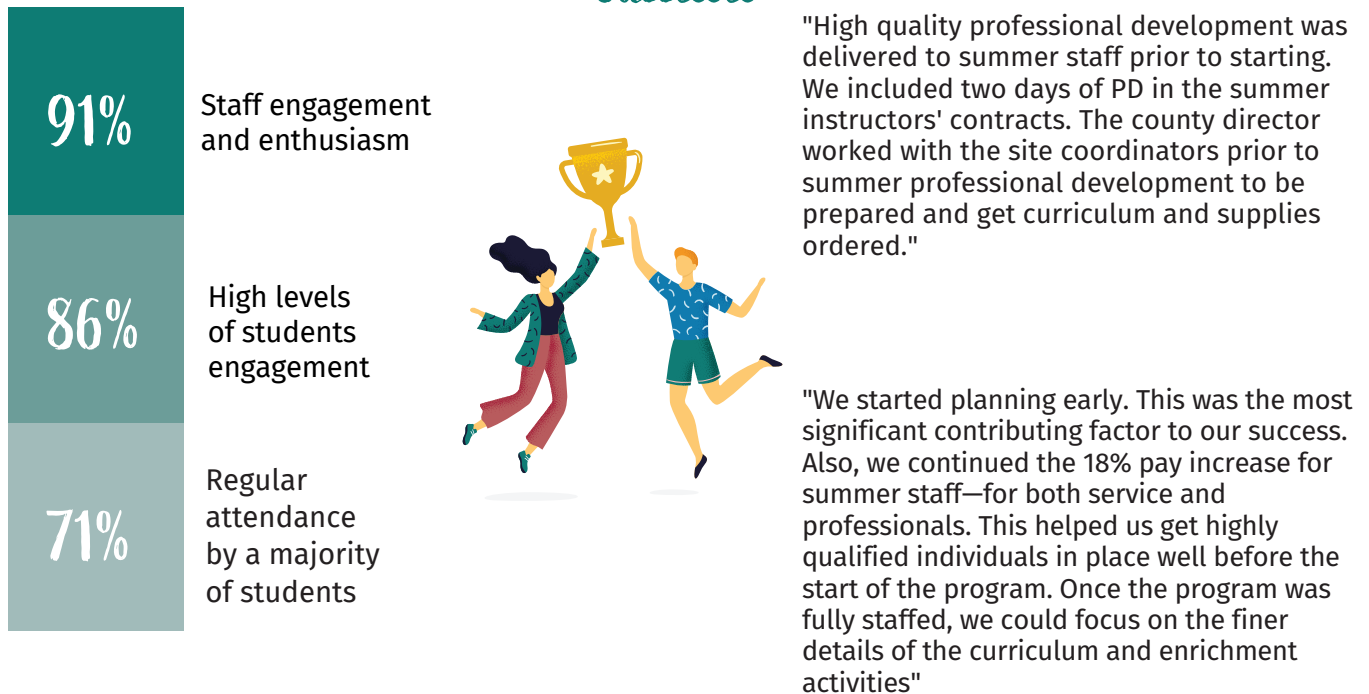 91%
Staff engagement
and enthusiasm
86%
High levels
of students
engagement
71%
Regular
attendance
by a majority
of students
"High quality professional development was
delivered to summer staff prior to starting.
We included two days of PD in the summer
instructors' contracts. The county director
worked with the site coordinators prior to
summer professional development to be
prepared and get curriculum and supplies
ordered."
"We started planning early. This was the most
significant contributing factor to our success.
Also, we continued the 18% pay increase for
summer staff—for both service and
professionals. This helped us get highly
qualified individuals in place well before the
start of the program. Once the program was
fully staffed, we could focus on the finer
details of the curriculum and enrichment
activities"